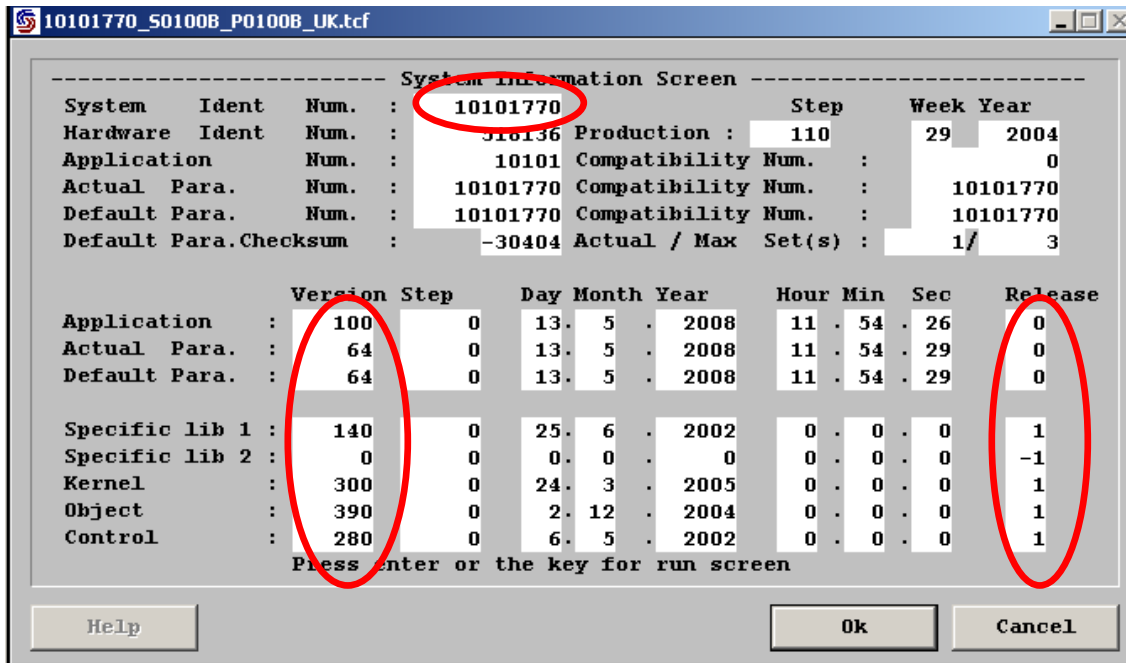 10101770_S0100B_P0100B_UK.tcf
-------------------------- System Information Screen --------------------------
System Ident Num. : 10101770 Step Week Year
Hardware Ident Num. : 518136 Production : 110 29 2004
Application Num. : 10101 Compatibility Num. : 0
Actual Para. Num. : 10101770 Compatibility Num. : 10101770
Default Para. Num. : 10101770 Compatibility Num. : 10101770
Default Para.Checksum : -30404 Actual / Max Set(s) : 1/ 3
Version Step Day Month Year Hour Min Sec Release
Application : 100 0 13. 5 . 2008 11 . 54 . 26 0
Actual Para. : 64 0 13. 5 . 2008 11 . 54 . 29 0
Default Para. : 64 0 13. 5 . 2008 11 . 54 . 29 0
Specific lib 1 : 140 0 25. 6 . 2002 0 . 0 . 0 1
Specific lib 2 : 0 0 0. 0 . 0 0 . 0 . 0 -1
Kernel : 300 0 24. 3 . 2005 0 . 0 . 0 1
Object : 390 0 2. 12 . 2004 0 . 0 . 0 1
Control : 280 0 6. 5 . 2002 0 . 0 . 0 1
Press enter or the key for run screen
Help Ok Cancel